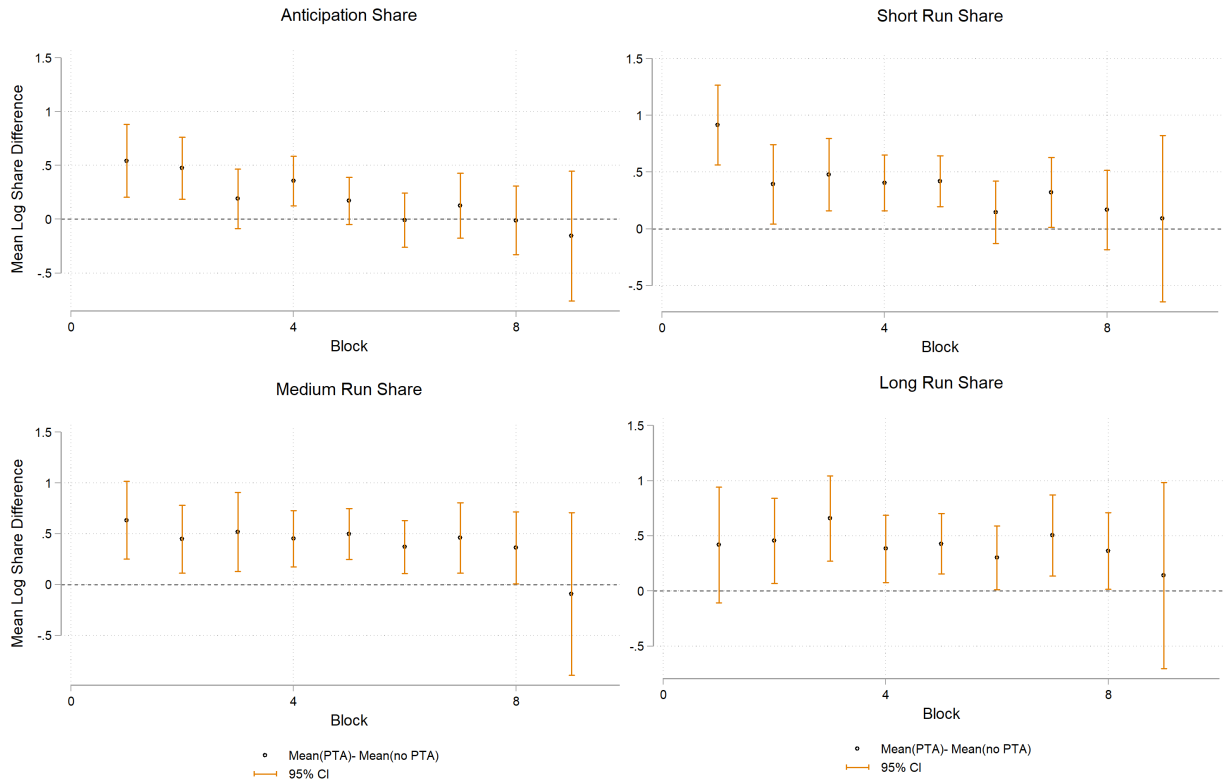 Anticipation Share
Mean Log Share Difference
1.5
1
.5
0
-.5
0
4
8
Block
Short Run Share
1.5
1
.5
0
-.5
0
4
8
Block
Medium Run Share
Mean Log Share Difference
1.5
1
.5
0
-.5
0
4
8
Block
Long Run Share
1.5
1
.5
0
-.5
0
4
8
Block
Mean(PTA)- Mean(no PTA)
95% CI
Mean(PTA)- Mean(no PTA)
95% CI